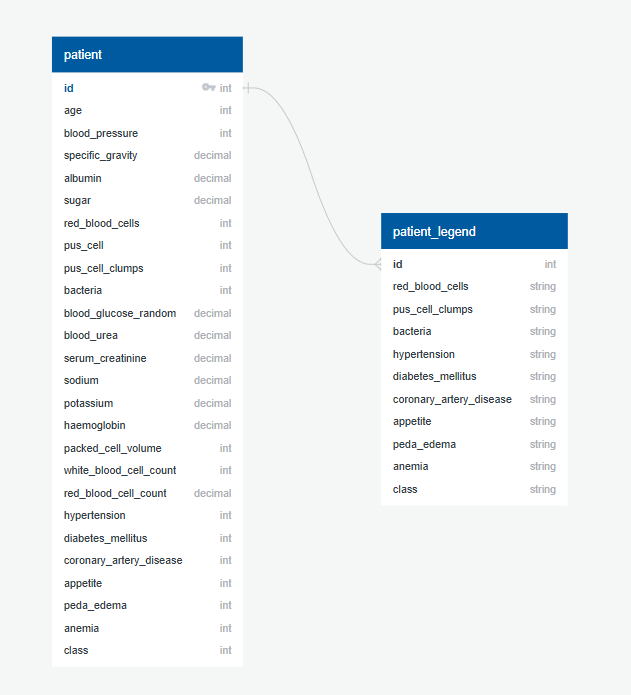 patient
id int
age int
blood_pressure int
specific_gravity decimal
albumin decimal
sugar decimal
red_blood_cells int
pus_cell int
pus_cell_clumps int
bacteria int
blood_glucose_random decimal
blood_urea decimal
serum_creatinine decimal
sodium decimal
potassium decimal
haemoglobin decimal
packed_cell_volume int
white_blood_cell_count int
red_blood_cell_count decimal
hypertension int
diabetes_mellitus int
coronary_artery_disease int
appetite int
peda_edema int
anemia int
class int
patient_legend
id int
red_blood_cells string
pus_cell_clumps string
bacteria string
hypertension string
diabetes_mellitus string
coronary_artery_disease string
appetite string
peda_edema string
anemia string
class string